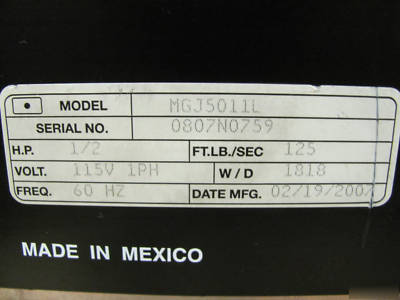 MODEL MGJ5011L
SERIAL NO. 0807N0759
H.P. 1/2 FT.LB./SEC 125
VOLT. 115V 1PH W/D 1818
FREQ. 60 HZ DATE MFG. 02/19/2007
MADE IN MEXICO